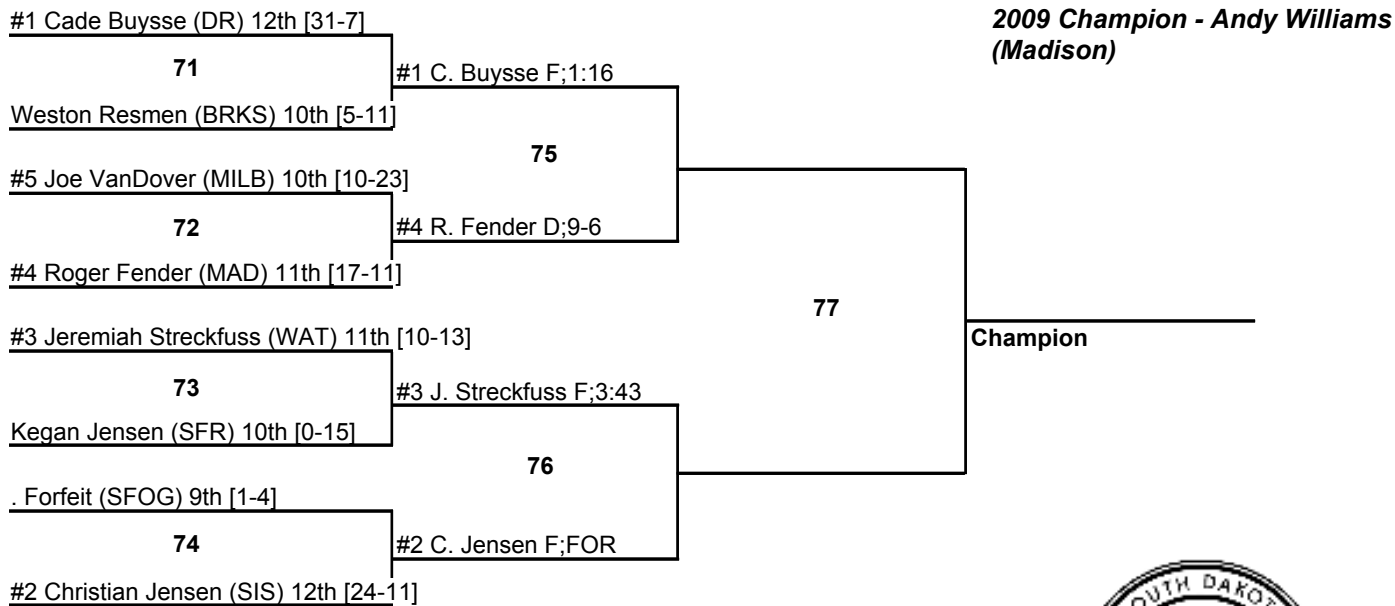 #1 Cade Buysse (DR) 12th [31-7]
2009 Champion - Andy Williams
(Madison)
71
#1 C. Buysse F;1:16
Weston Resmen (BRKS) 10th [5-11]
75
#5 Joe VanDover (MILB) 10th [10-23]
72
#4 R. Fender D;9-6
#4 Roger Fender (MAD) 11th [17-11]
77
#3 Jeremiah Streckfuss (WAT) 11th [10-13]
Champion
73
#3 J. Streckfuss F;3:43
Kegan Jensen (SFR) 10th [0-15]
76
. Forfeit (SFOG) 9th [1-4]
74
#2 C. Jensen F;FOR
#2 Christian Jensen (SIS) 12th [24-11]